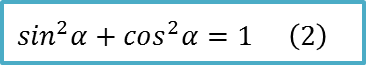 sin²α + cos²α = 1 (2)